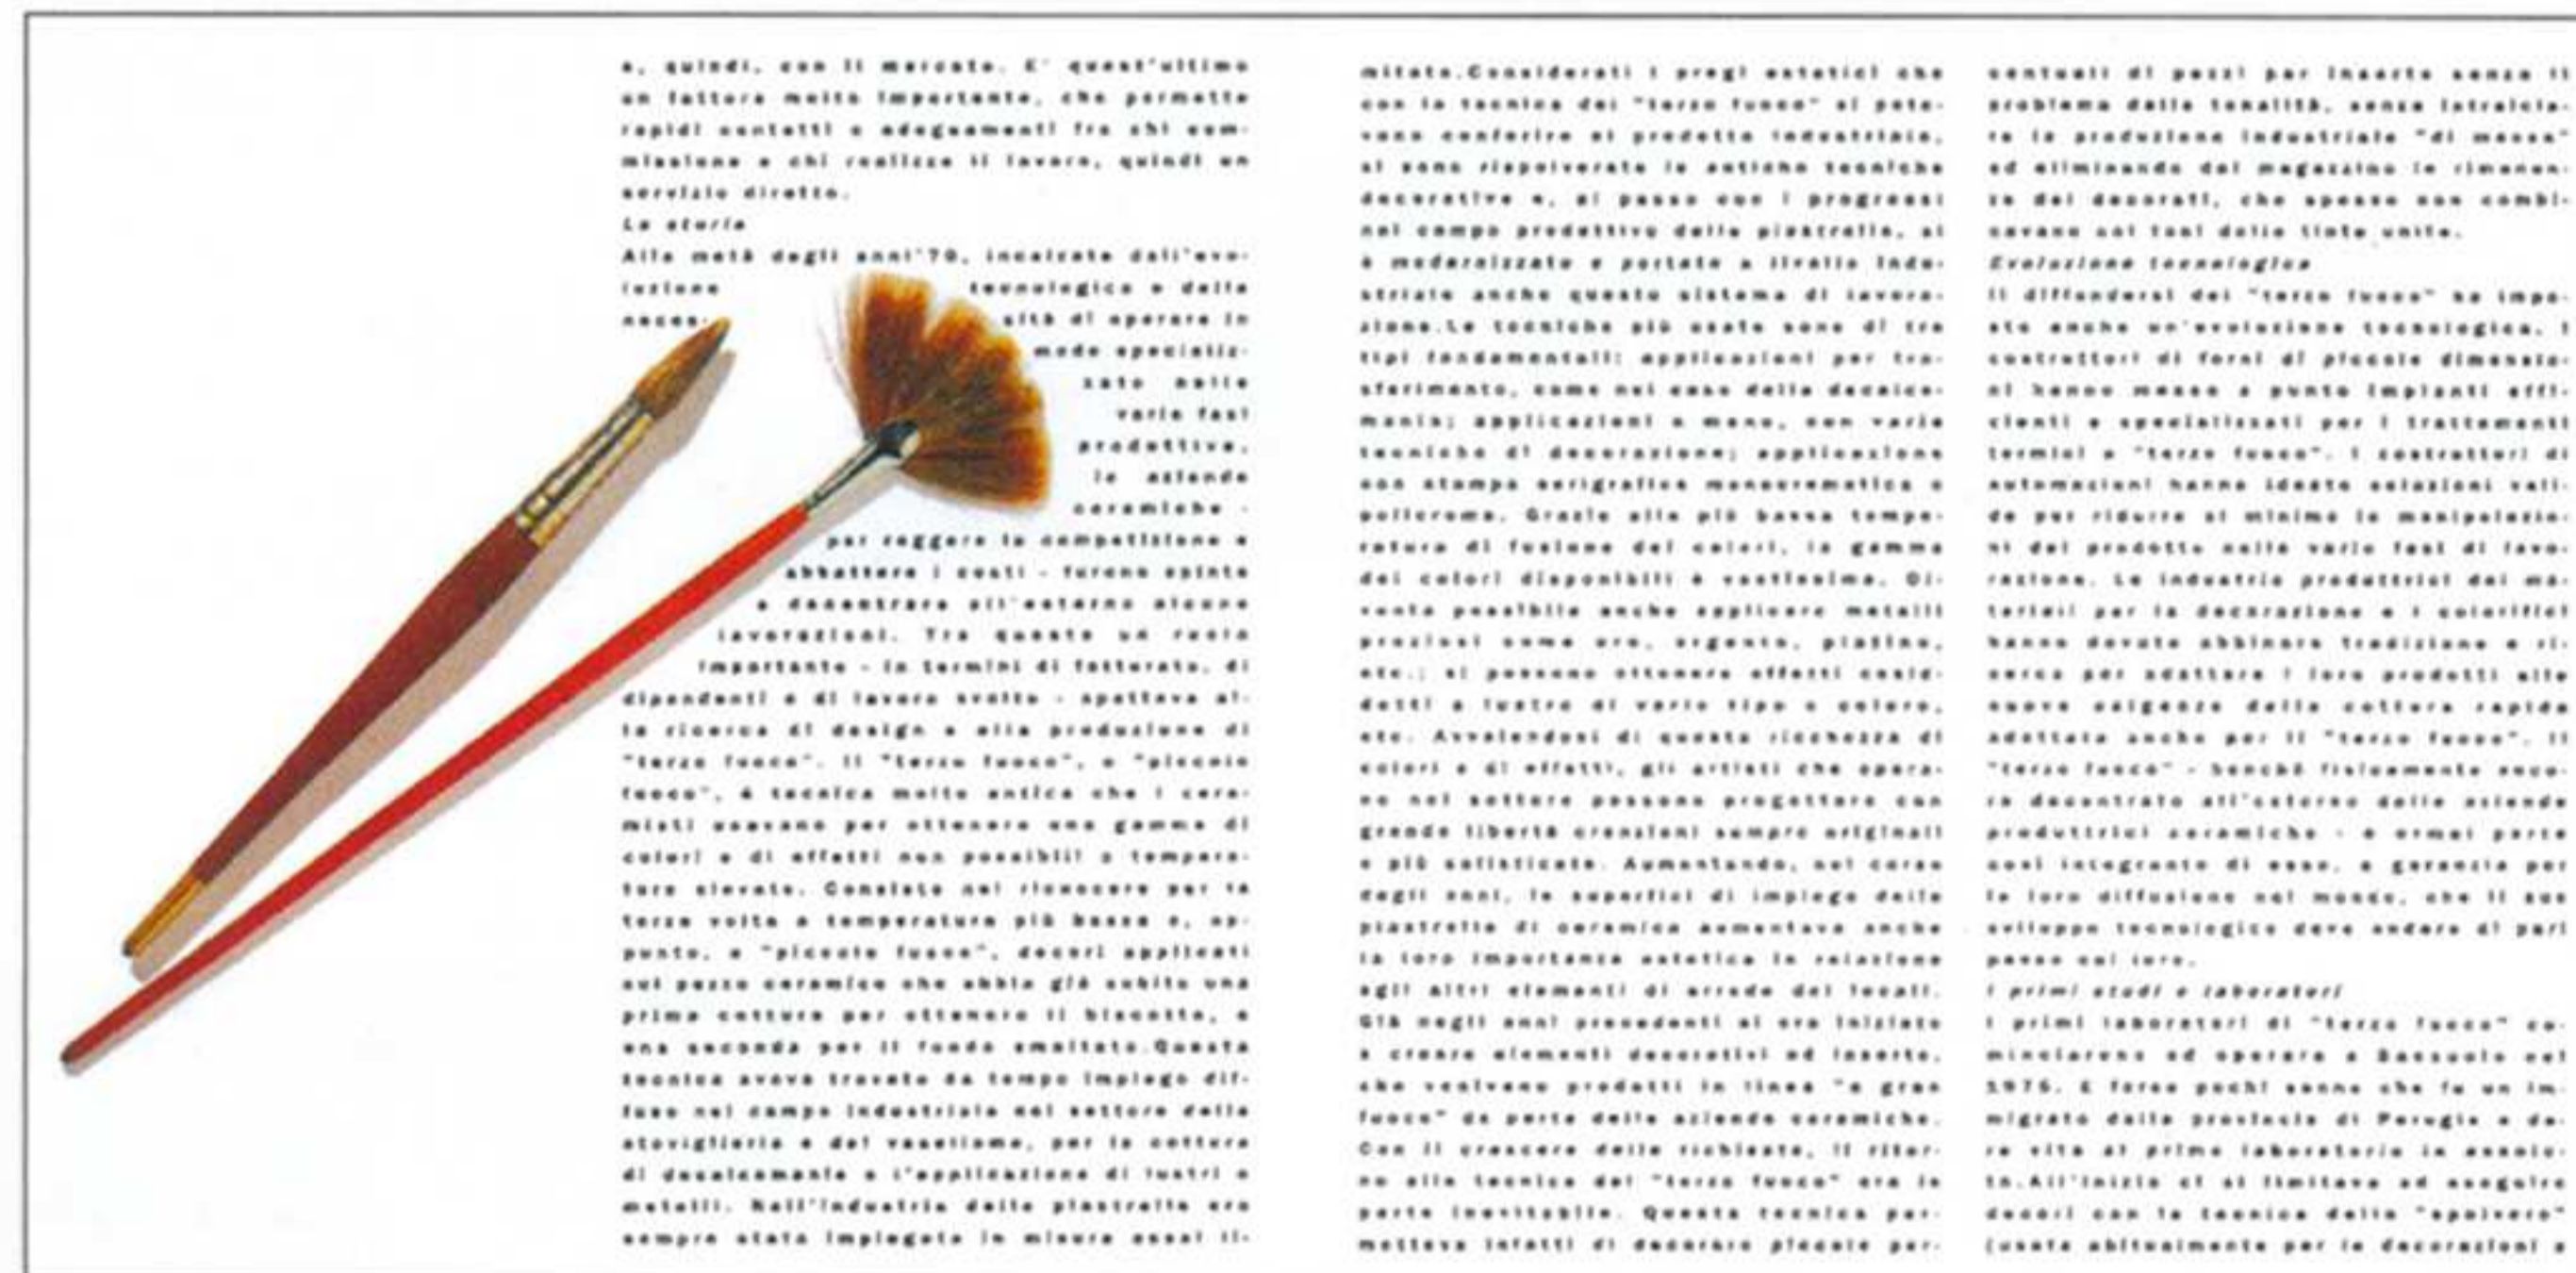 e, quindi, con il mercato. E' quest'ultimo
un fattore molto importante, che permette
rapidi contatti e adeguamenti fra chi com-
missiona e chi realizza il lavoro, quindi un
servizio diretto.
La storia
Alla metà degli anni'70, incalzate dall'evo-
luzione tecnologica e dalla
neces- sità di operare in
modo specializ-
zato nelle
varie fasi
produttive,
le aziende
ceramiche -
per reggere la competizione e
abbattere i costi - furono spinte
a decentrare all'esterno alcune
lavorazioni. Tra queste un ruolo
importante - in termini di fatturato, di
dipendenti e di lavoro svolto - spettava al-
la ricerca di design e alla produzione di
"terzo fuoco". Il "terzo fuoco", o "piccolo
fuoco", è tecnica molto antica che i cera-
misti usavano per ottenere una gamma di
colori e di effetti non possibili a tempera-
ture elevate. Consiste nel ricuocere per la
terza volta a temperatura più bassa e, ap-
punto, a "piccolo fuoco", decori applicati
sul pezzo ceramico che abbia già subito una
prima cottura per ottenere il biscotto, e
una seconda per il fondo smaltato.Questa
tecnica aveva trovato da tempo impiego dif-
fuso nel campo industriale nel settore della
stoviglieria e del vasellame, per la cottura
di decalcomanie e l'applicazione di lustri o
metalli. Nell'industria delle piastrelle era
sempre stata impiegata in misura assai li-
mitata.Considerati i pregi estetici che
con la tecnica del "terzo fuoco" si pote-
vano conferire al prodotto industriale,
si sono rispolverate le antiche tecniche
decorative e, di passo con i progressi
nel campo produttivo delle piastrelle, si
è modernizzato e portato a livello indu-
striale anche questo sistema di lavora-
zione.Le tecniche più usate sono di tre
tipi fondamentali: applicazioni per tra-
sferimento, come nel caso della decalco-
mania; applicazioni a mano, con varie
tecniche di decorazione; applicazione
con stampa serigrafica monocromatica o
policroma. Grazie alla più bassa tempe-
ratura di fusione dei colori, la gamma
dei colori disponibili è vastissima. Di-
venta possibile anche applicare metalli
preziosi come oro, argento, platino,
etc.; si possono ottenere effetti cosid-
detti a lustro di vario tipo e colore,
etc. Avvalendosi di questa ricchezza di
colori e di effetti, gli artisti che opera-
no nel settore possono progettare con
grande libertà creazioni sempre originali
e più sofisticate. Aumentando, nel corso
degli anni, le superfici di impiego delle
piastrelle di ceramica aumentava anche
la loro importanza estetica in relazione
agli altri elementi di arredo dei locali.
Già negli anni precedenti si era iniziato
a creare elementi decorativi ad inserto,
che venivano prodotti in linea "a gran
fuoco" da parte delle aziende ceramiche.
Con il crescere delle richieste, il ritor-
no alla tecnica del "terzo fuoco" era in
parte inevitabile. Questa tecnica per-
metteva infatti di decorare piccole per-
centuali di pezzi per inserto senza il
problema delle tonalità, senza intralcia-
re la produzione industriale "di massa"
ed eliminando dal magazzino le rimanen-
ze dei decorati, che spesso non combi-
navano coi toni delle tinte unite.
Evoluzione tecnologica
Il diffondersi del "terzo fuoco" ha impo-
sto anche un'evoluzione tecnologica. I
costruttori di forni di piccole dimensio-
ni hanno messo a punto impianti effi-
cienti e specializzati per i trattamenti
termici a "terzo fuoco". I costruttori di
automazioni hanno ideato soluzioni vali-
de per ridurre al minimo le manipolazio-
ni del prodotto nelle varie fasi di lavo-
razione. Le industrie produttrici dei ma-
teriali per la decorazione e i colorifici
hanno dovuto abbinare tradizione e ri-
cerca per adattare i loro prodotti alle
nuove esigenze della cottura rapida
adottata anche per il "terzo fuoco". Il
"terzo fuoco" - benchè fisicamente anco-
ra decentrato all'esterno delle aziende
produttrici ceramiche - è ormai parte
così integrante di esse, a garanzia per
la loro diffusione nel mondo, che il suo
sviluppo tecnologico deve andare di pari
passo col loro.
I primi studi e laboratori
I primi laboratori di "terzo fuoco" co-
minciarono ad operare a Sassuolo nel
1975. E forse pochi sanno che fu un im-
migrato dalla provincia di Perugia a da-
re vita al primo laboratorio in assolu-
to.All'inizio ci si limitava ad eseguire
decori con la tecnica dello "spolvero"
(usata abitualmente per le decorazioni a